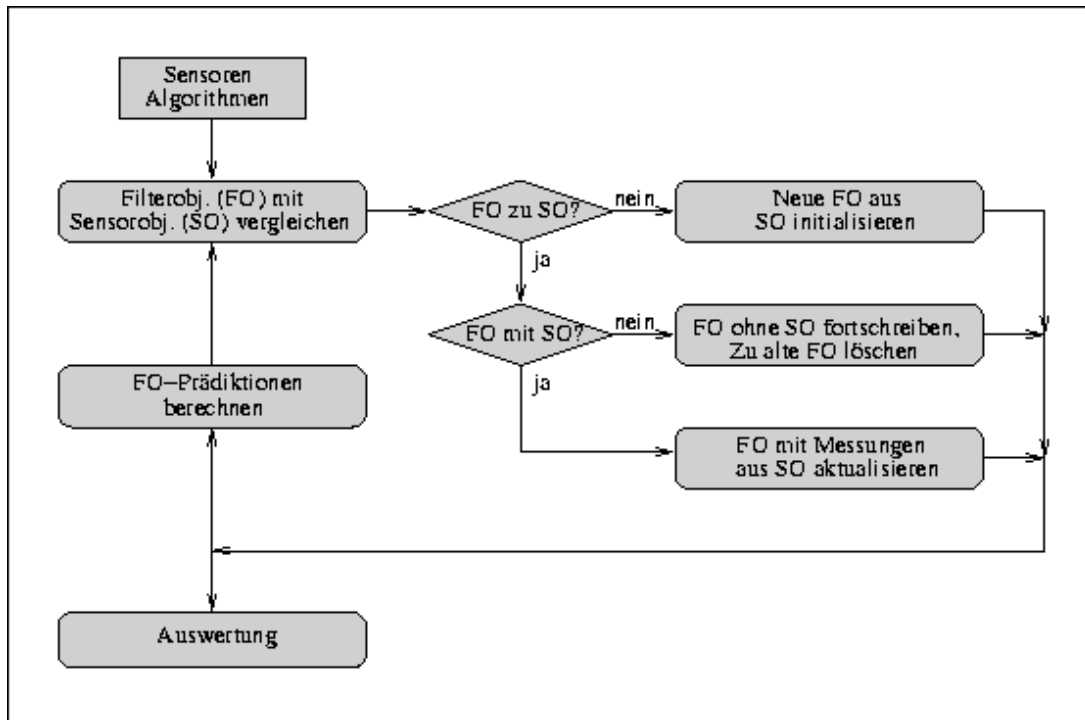 Sensoren
Algorithmen
Filterobj. (FO) mit
Sensorobj. (SO) vergleichen
FO zu SO?
nein
Neue FO aus
SO initialisieren
ja
FO mit SO?
nein
FO ohne SO fortschreiben,
Zu alte FO löschen
ja
FO-Prädiktionen
berechnen
FO mit Messungen
aus SO aktualisieren
Auswertung